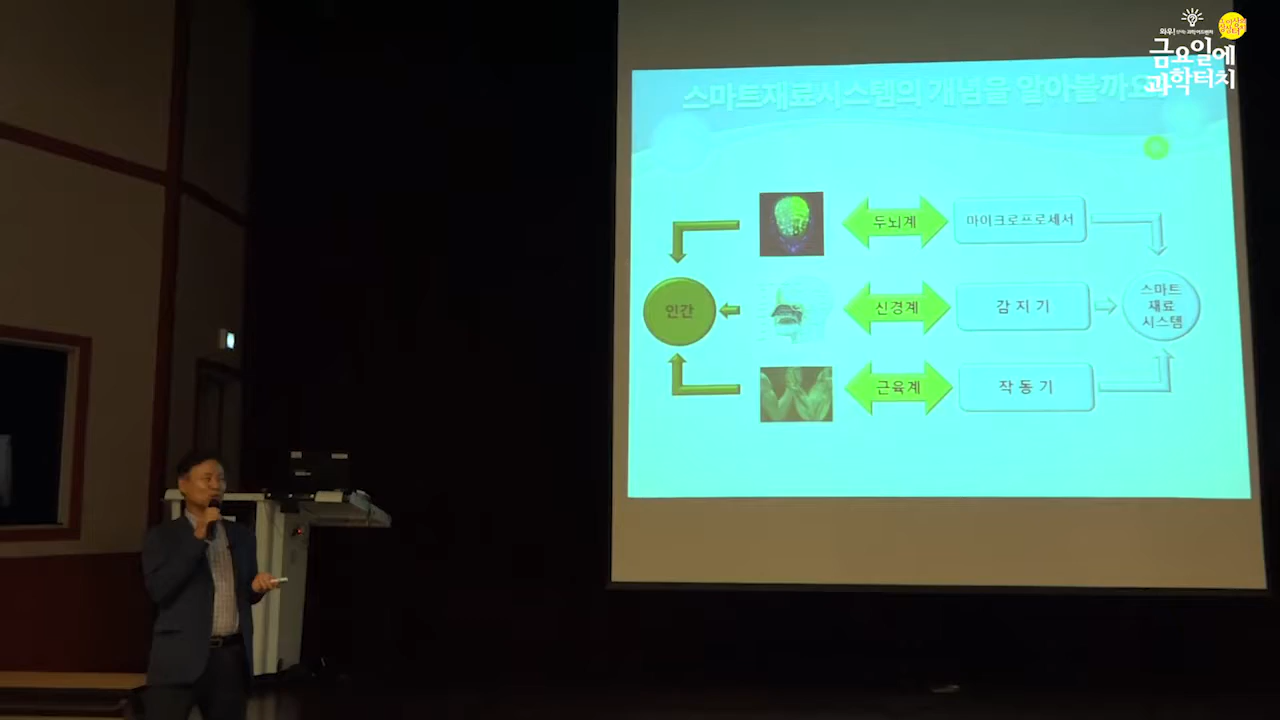 금요일에
과학터치
스마트재료시스템의 개념을 알아볼까요
두뇌계
마이크로프로세서
인간
신경계
감 지 기
스마트
재료
시스템
근육계
작 동 기